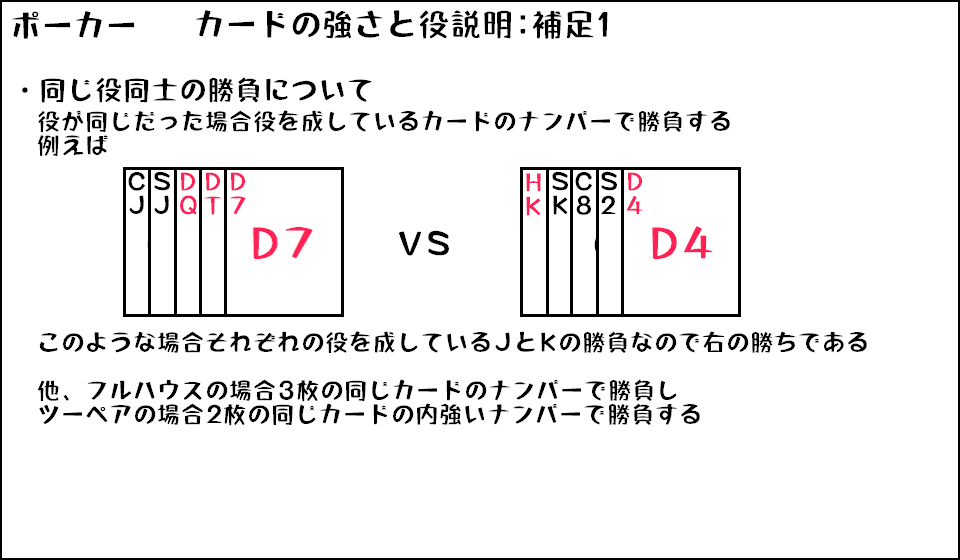 ポーカー　　カードの強さと役説明:補足1
・同じ役同士の勝負について
役が同じだった場合役を成しているカードのナンバーで勝負する
例えば
C S D D D
J J Q T 7
D7
VS
H S C S D
K K 8 2 4
D4
このような場合それぞれの役を成しているJとKの勝負なので右の勝ちである
他、フルハウスの場合3枚の同じカードのナンバーで勝負し
ツーペアの場合2枚の同じカードの内強いナンバーで勝負する